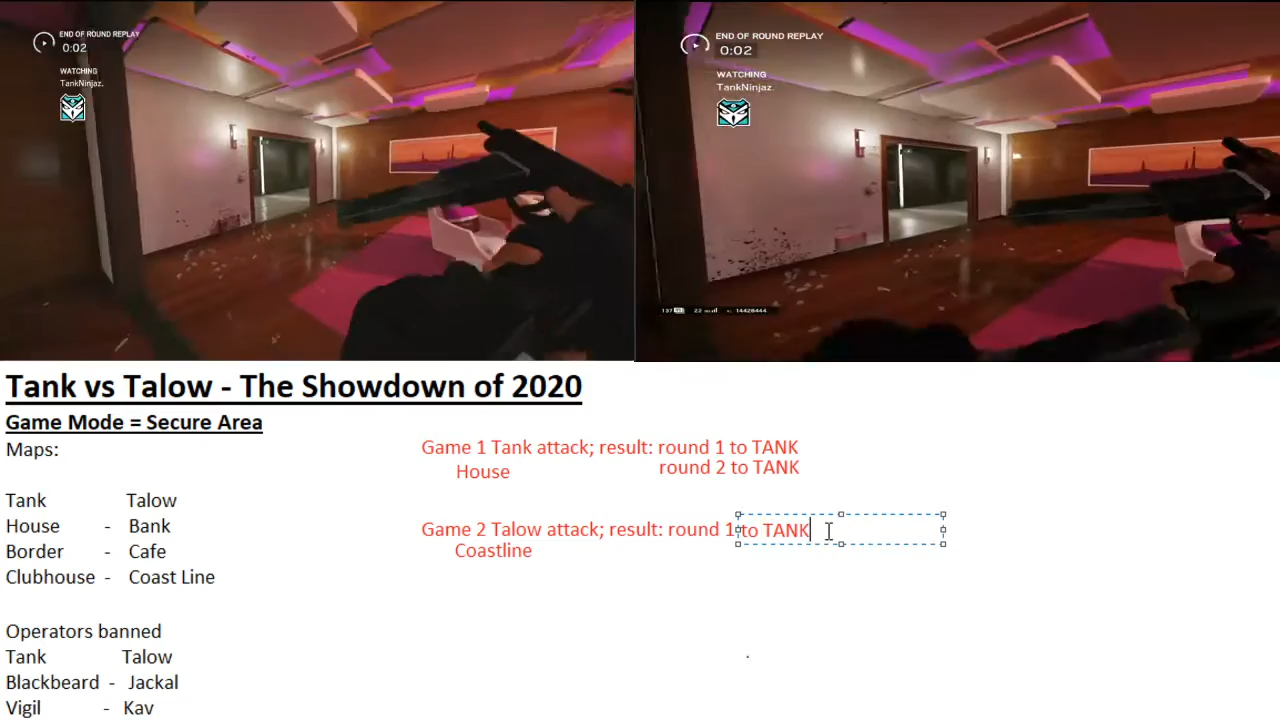 END OF ROUND REPLAY
0:02
WATCHING
TankNinjaz.
END OF ROUND REPLAY
0:02
WATCHING
TankNinjaz.
Tank vs Talow - The Showdown of 2020
Game Mode = Secure Area
Maps:
Tank Talow
House - Bank
Border - Cafe
Clubhouse - Coast Line
Operators banned
Tank Talow
Blackbeard - Jackal
Vigil - Kav
Game 1 Tank attack; result: round 1 to TANK
House round 2 to TANK
Game 2 Talow attack; result: round 1 to TANK
Coastline